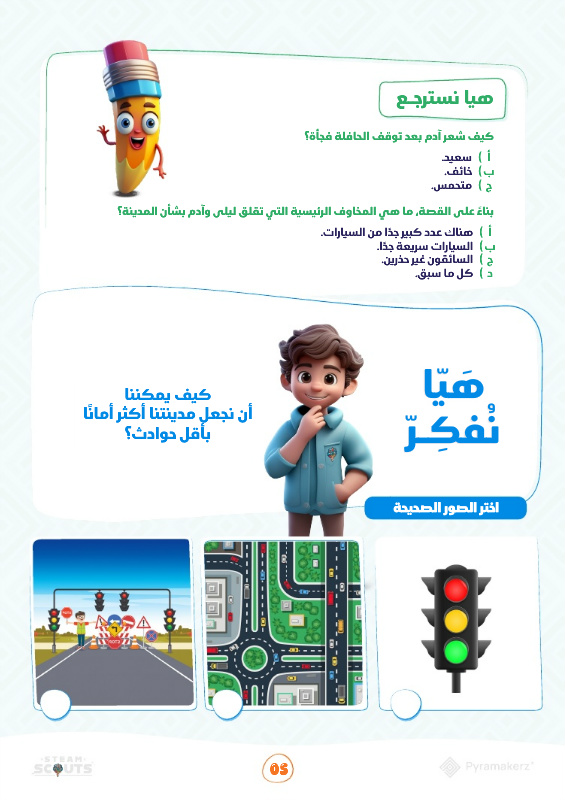 هيا نسترجع
كيف شعر آدم بعد توقف الحافلة فجأة؟
أ ) سعيد.
ب) خائف.
ج ) متحمس.
بناءً على القصة، ما هي المخاوف الرئيسية التي تقلق ليلى وآدم بشأن المدينة؟
أ ) هناك عدد كبير جدًا من السيارات.
ب) السيارات سريعة جدًا.
ج ) السائقون غير حذرين.
د ) كل ما سبق.
هَيّا
نُفكِرّ
كيف يمكننا
أن نجعل مدينتنا أكثر أمانًا
بأقل حوادث؟
اختر الصور الصحيحة
STEAM
SCOUTS
05
Pyramakerz